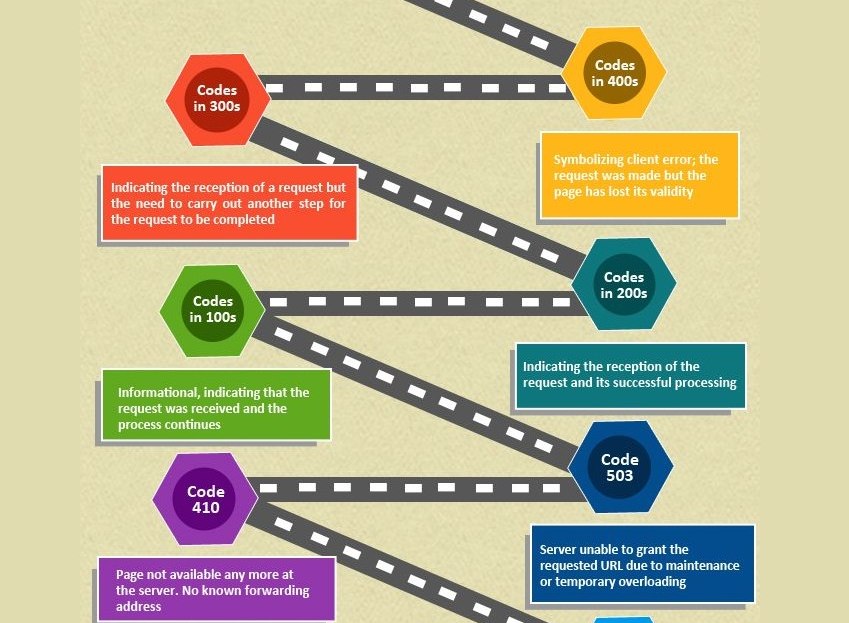 Codes
in 400s
Codes
in 300s
Symbolizing client error; the
request was made but the
page has lost its validity
Indicating the reception of a request but
the need to carry out another step for
the request to be completed
Codes
in 200s
Codes
in 100s
Indicating the reception of the
request and its successful processing
Informational, indicating that the
request was received and the
process continues
Code
503
Code
410
Server unable to grant the
requested URL due to maintenance
or temporary overloading
Page not available any more at
the server. No known forwarding
address